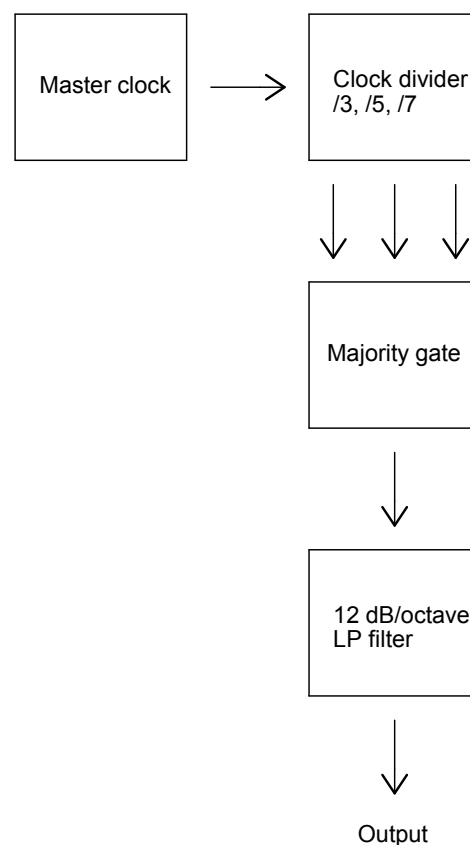 Master clock
Clock divider
/3, /5, /7
Majority gate
12 dB/octave
LP filter
Output